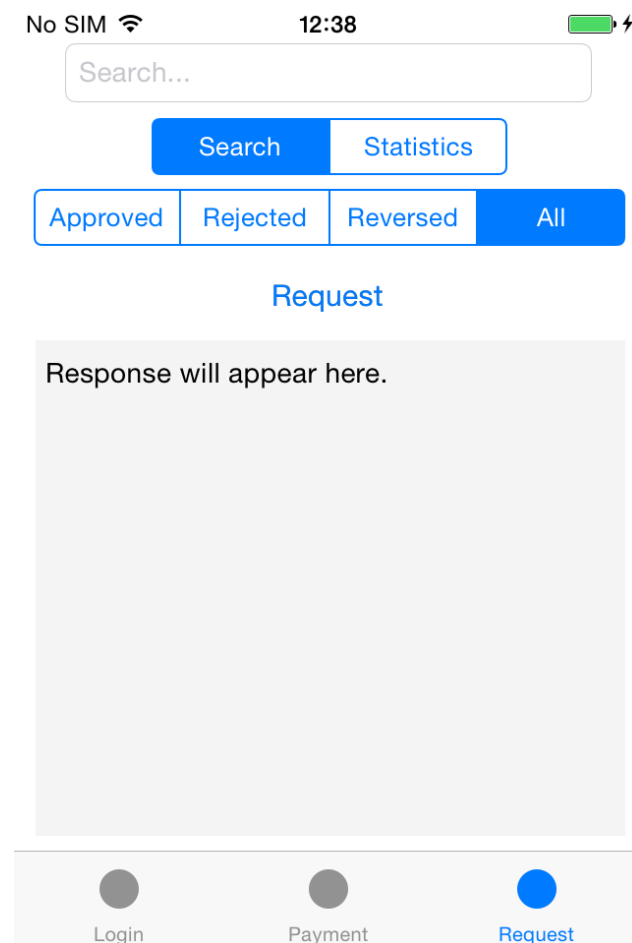 No SIM 12:38
Search...
Search Statistics
Approved Rejected Reversed All
Request
Response will appear here.
Login Payment Request